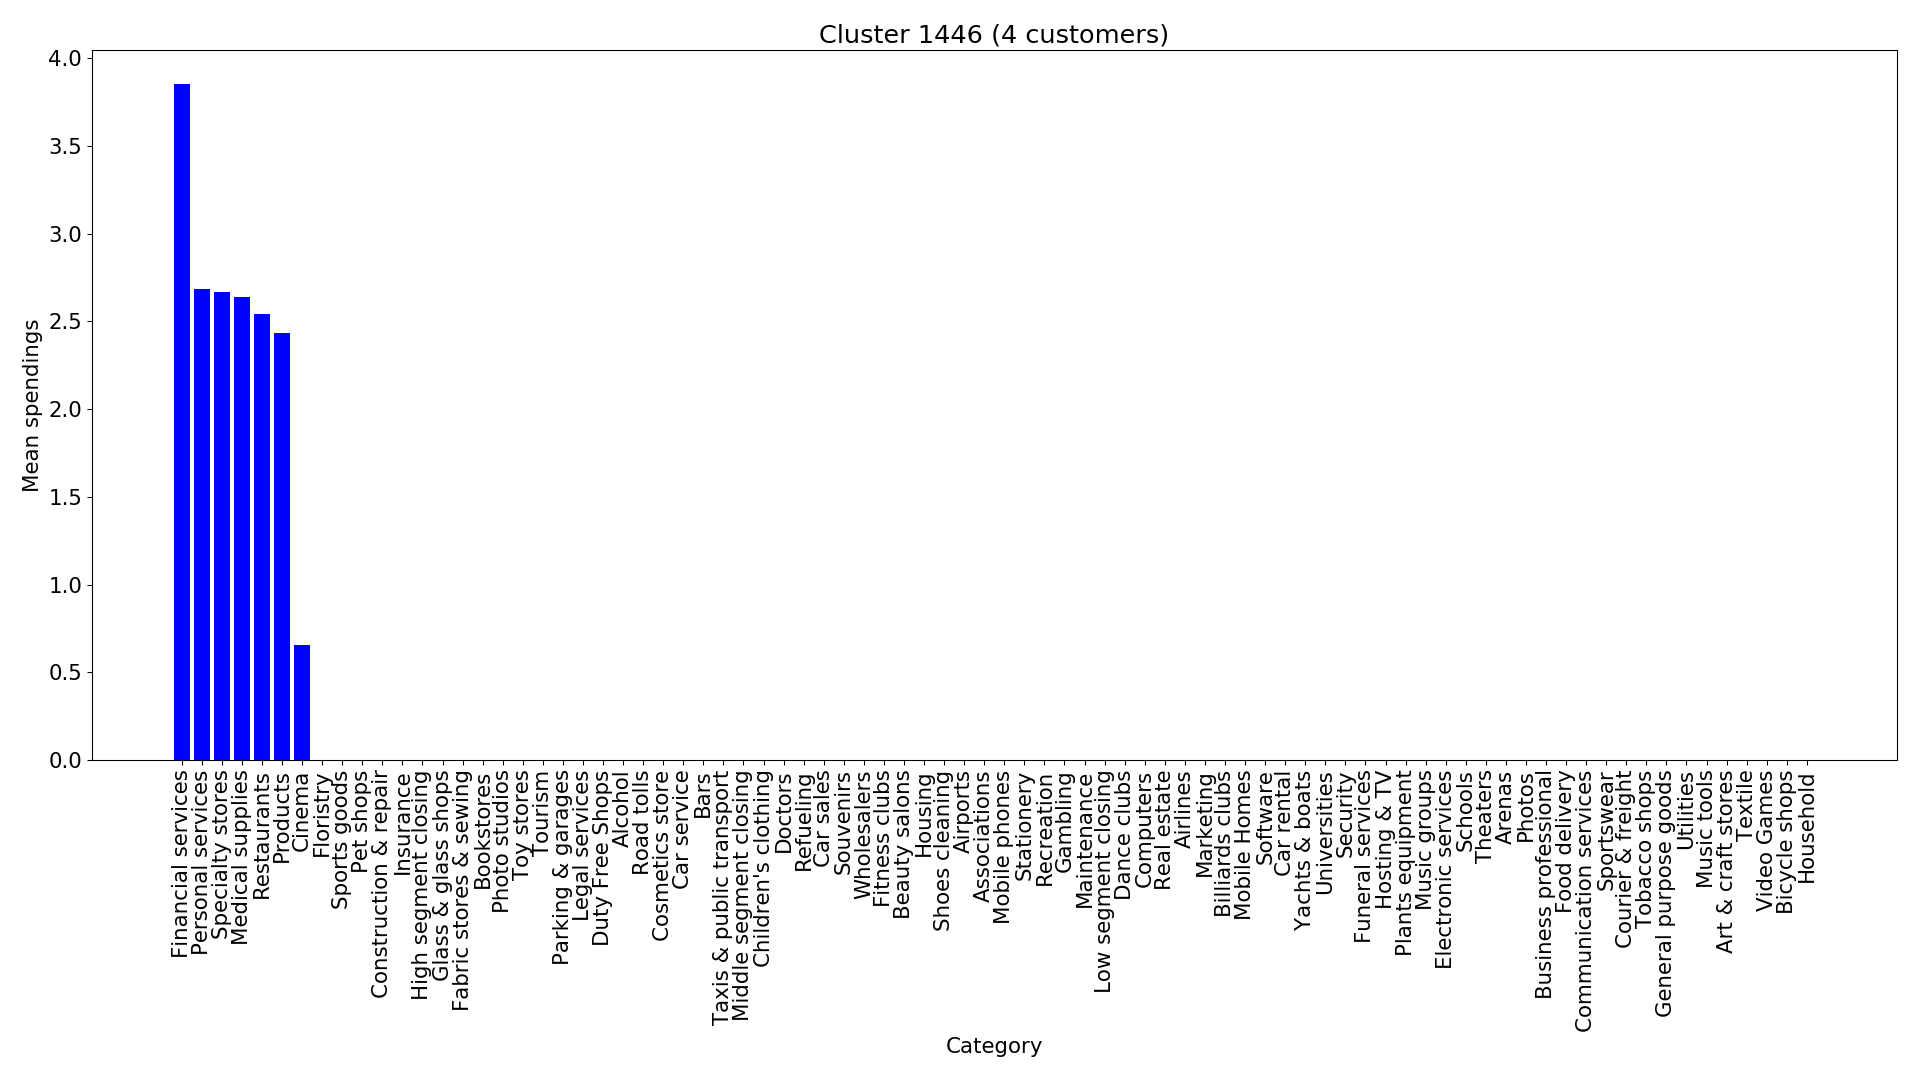 Cluster 1446 (4 customers)
4.0
3.5
3.0
2.5
2.0
1.5
1.0
0.5
0.0
Mean spendings
Financial services
Personal services
Specialty stores
Medical supplies
Restaurants
Products
Cinema
Floristry
Sports goods
Pet shops
Construction & repair
Insurance
High segment closing
Glass & glass shops
Fabric stores & sewing
Bookstores
Photo studios
Toy stores
Tourism
Parking & garages
Legal services
Duty Free Shops
Alcohol
Road tolls
Cosmetics store
Car service
Bars
Taxis & public transport
Middle segment closing
Children's clothing
Doctors
Refueling
Car sales
Souvenirs
Wholesalers
Fitness clubs
Beauty salons
Housing
Shoes cleaning
Airports
Associations
Mobile phones
Stationery
Recreation
Gambling
Maintenance
Low segment closing
Dance clubs
Computers
Real estate
Airlines
Marketing
Billiards clubs
Mobile Homes
Software
Car rental
Yachts & boats
Universities
Security
Funeral services
Hosting & TV
Plants equipment
Music groups
Electronic services
Schools
Theaters
Arenas
Photos
Business professional
Food delivery
Communication services
Sportswear
Courier & freight
Tobacco shops
General purpose goods
Utilities
Music tools
Art & craft stores
Textile
Video Games
Bicycle shops
Household
Category